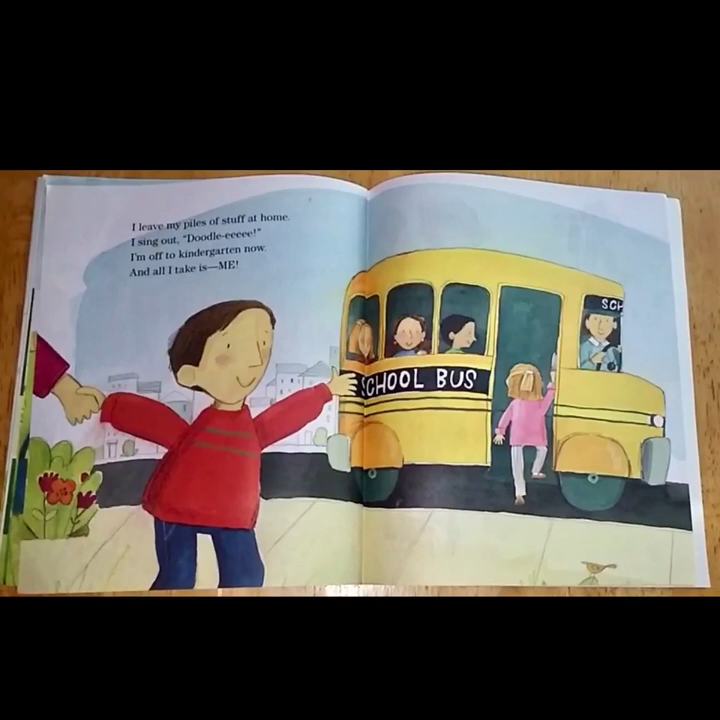 I leave my piles of stuff at home.
I sing out, “Doodle-eeeee!”
I'm off to kindergarten now.
And all I take is—ME!
SCHOOL BUS
SCH